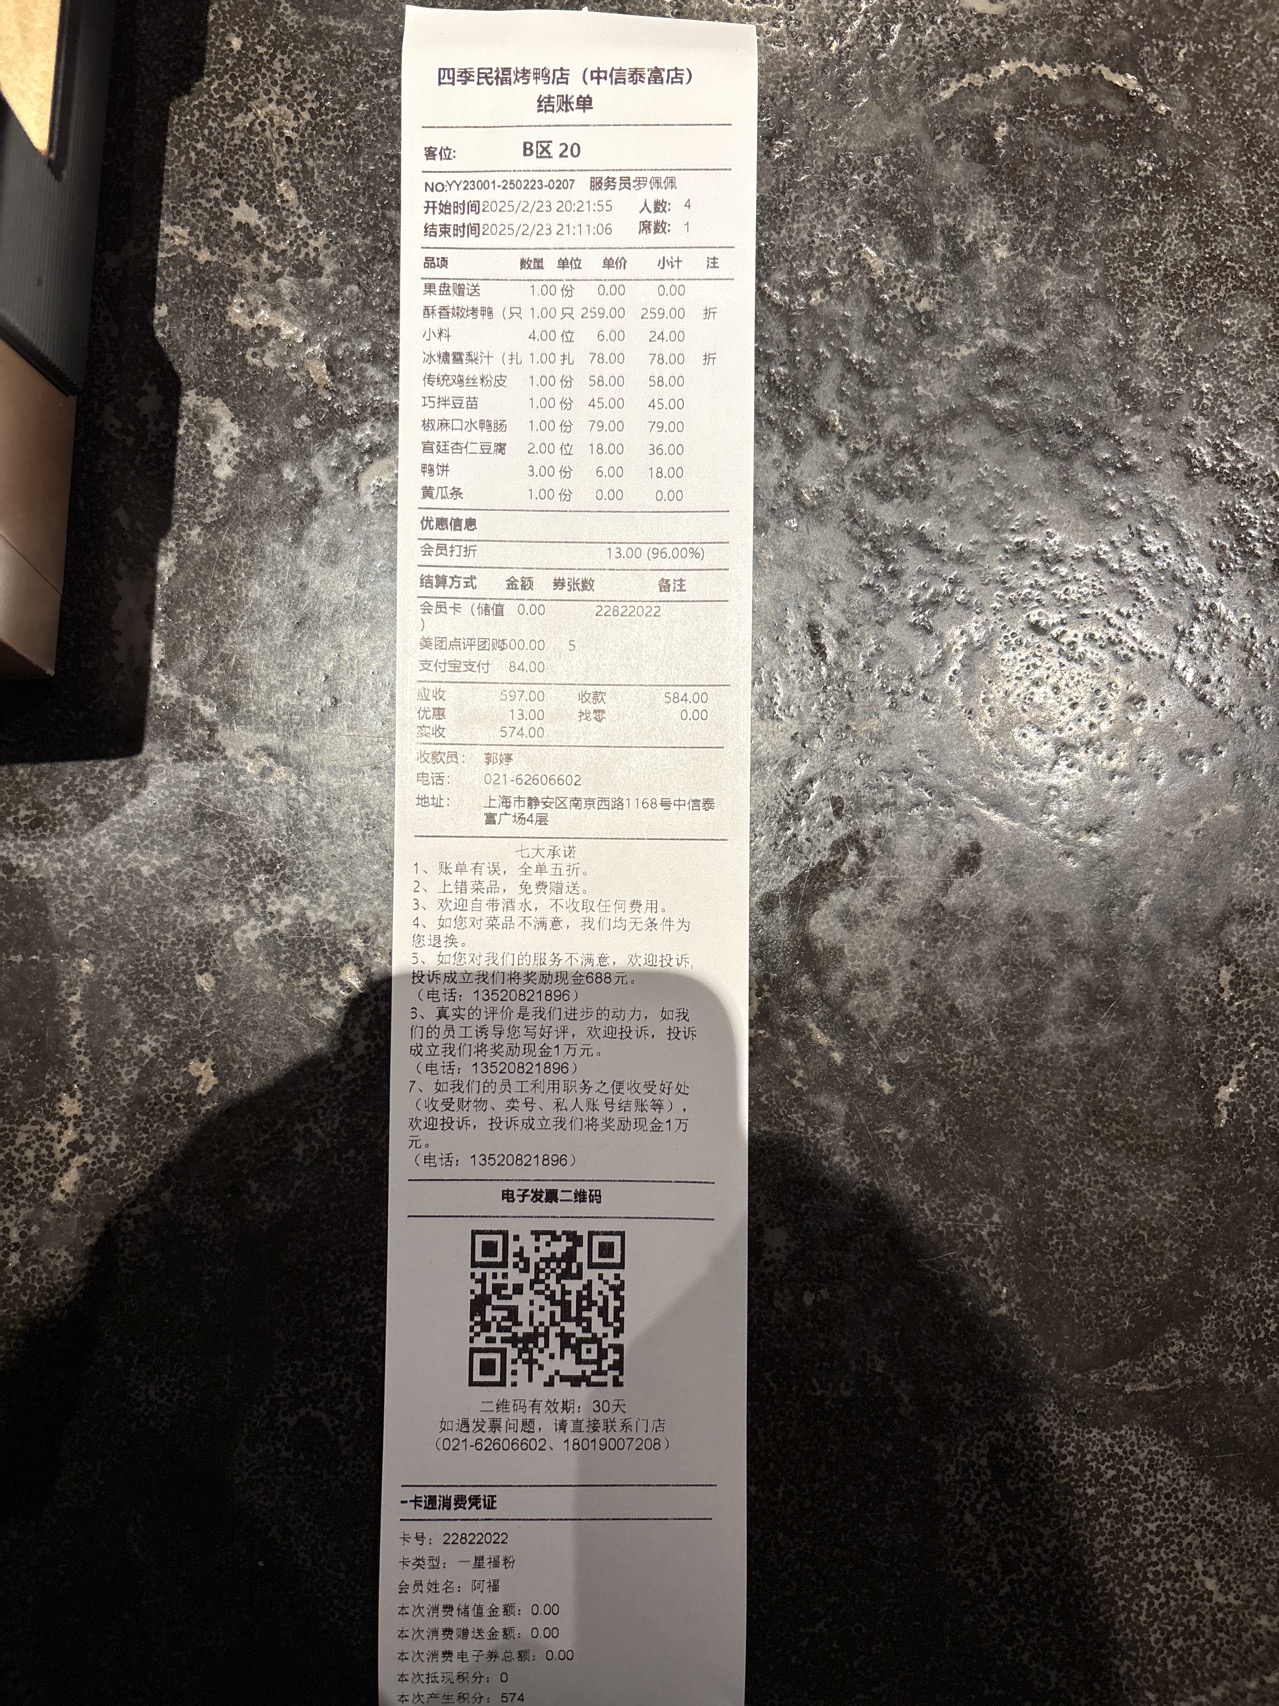 四季民福烤鸭店（中信泰富店）
结账单
客位: B区 20
NO:YY23001-250223-0207 服务员:罗佩佩
开始时间:2025/2/23 20:21:55 人数: 4
结束时间:2025/2/23 21:11:06 席数: 1
品项 数量 单位 单价 小计 注
果盘赠送 1.00 份 0.00 0.00
酥香嫩烤鸭（只 1.00 只 259.00 259.00 折
小料 4.00 位 6.00 24.00
冰糖雪梨汁（扎 1.00 扎 78.00 78.00 折
传统鸡丝粉皮 1.00 份 58.00 58.00
巧拌豆苗 1.00 份 45.00 45.00
椒麻口水鸭肠 1.00 份 79.00 79.00
宫廷杏仁豆腐 2.00 位 18.00 36.00
鸭饼 3.00 份 6.00 18.00
黄瓜条 1.00 份 0.00 0.00
优惠信息
会员打折 13.00 (96.00%)
结算方式 金额 券张数 备注
会员卡（储值 0.00 22822022
）
美团点评团购500.00 5
支付宝支付 84.00
应收 597.00 收款 584.00
优惠 13.00 找零 0.00
实收 574.00
收款员: 郭婷
电话: 021-62606602
地址: 上海市静安区南京西路1168号中信泰
富广场4层
七大承诺
1、账单有误，全单五折。
2、上错菜品，免费赠送。
3、欢迎自带酒水，不收取任何费用。
4、如您对菜品不满意，我们均无条件为
您退换。
5、如您对我们的服务不满意，欢迎投诉,
投诉成立我们将奖励现金688元。
（电话：13520821896）
6、真实的评价是我们进步的动力，如我
们的员工诱导您写好评，欢迎投诉，投诉
成立我们将奖励现金1万元。
（电话：13520821896）
7、如我们的员工利用职务之便收受好处
（收受财物、卖号、私人账号结账等），
欢迎投诉，投诉成立我们将奖励现金1万
元。
（电话：13520821896）
电子发票二维码
二维码有效期：30天
如遇发票问题，请直接联系门店
（021-62606602、18019007208）
一卡通消费凭证
卡号：22822022
卡类型：一星福粉
会员姓名：阿福
本次消费储值金额：0.00
本次消费赠送金额：0.00
本次消费电子券总额：0.00
本次抵现积分：0
本次产生积分：574